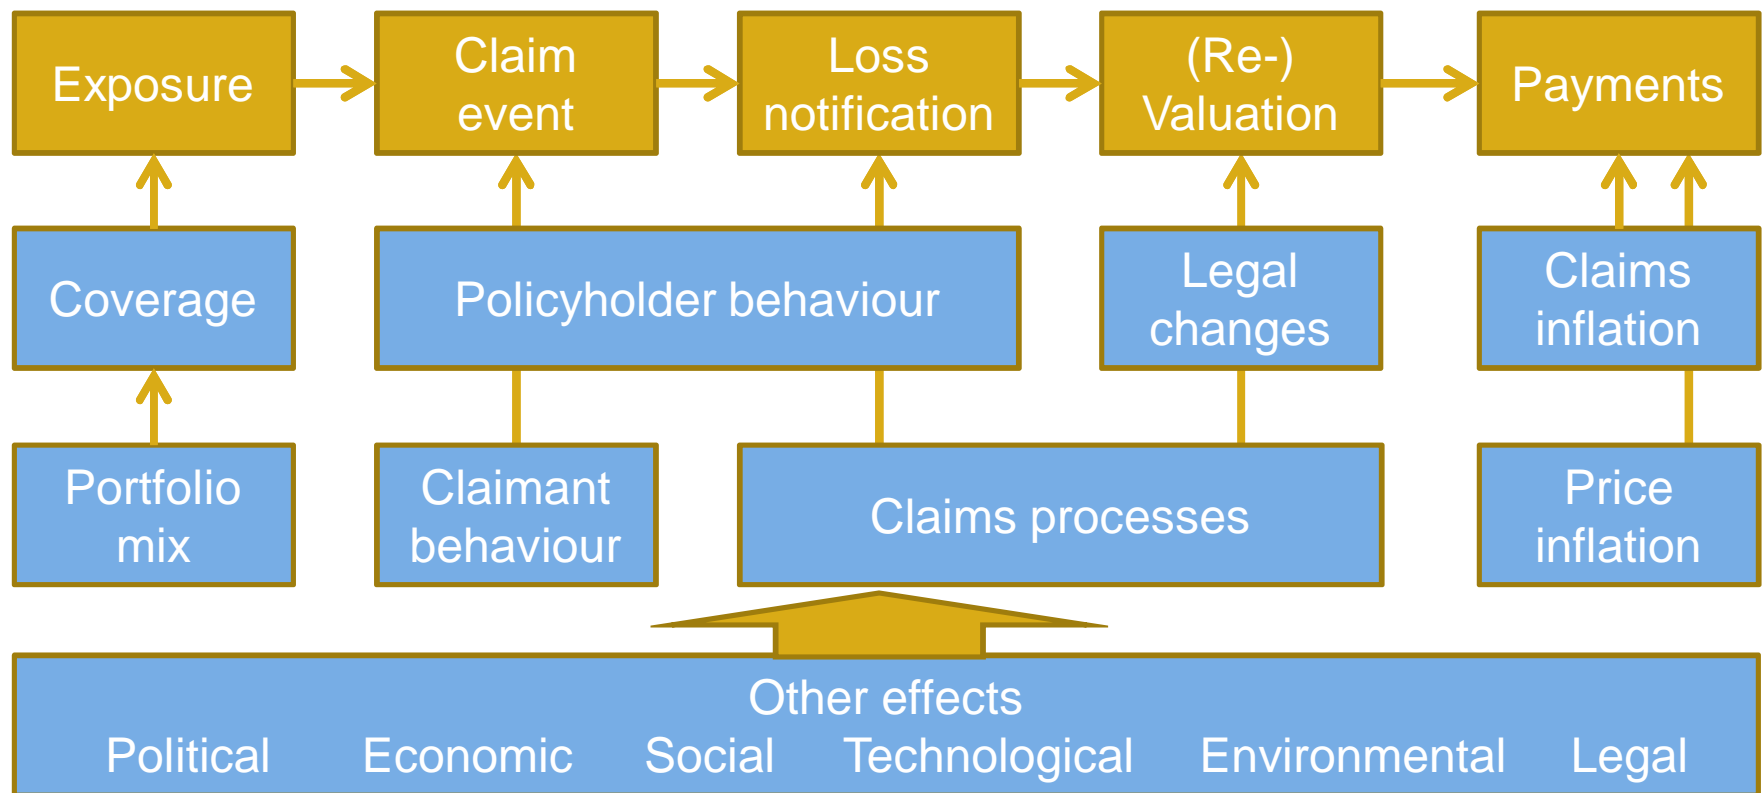 Exposure
Claim
event
Loss
notification
(Re-)
Valuation
Payments
Coverage
Policyholder behaviour
Legal
changes
Claims
inflation
Portfolio
mix
Claimant
behaviour
Claims processes
Price
inflation
Other effects
Political Economic Social Technological Environmental Legal